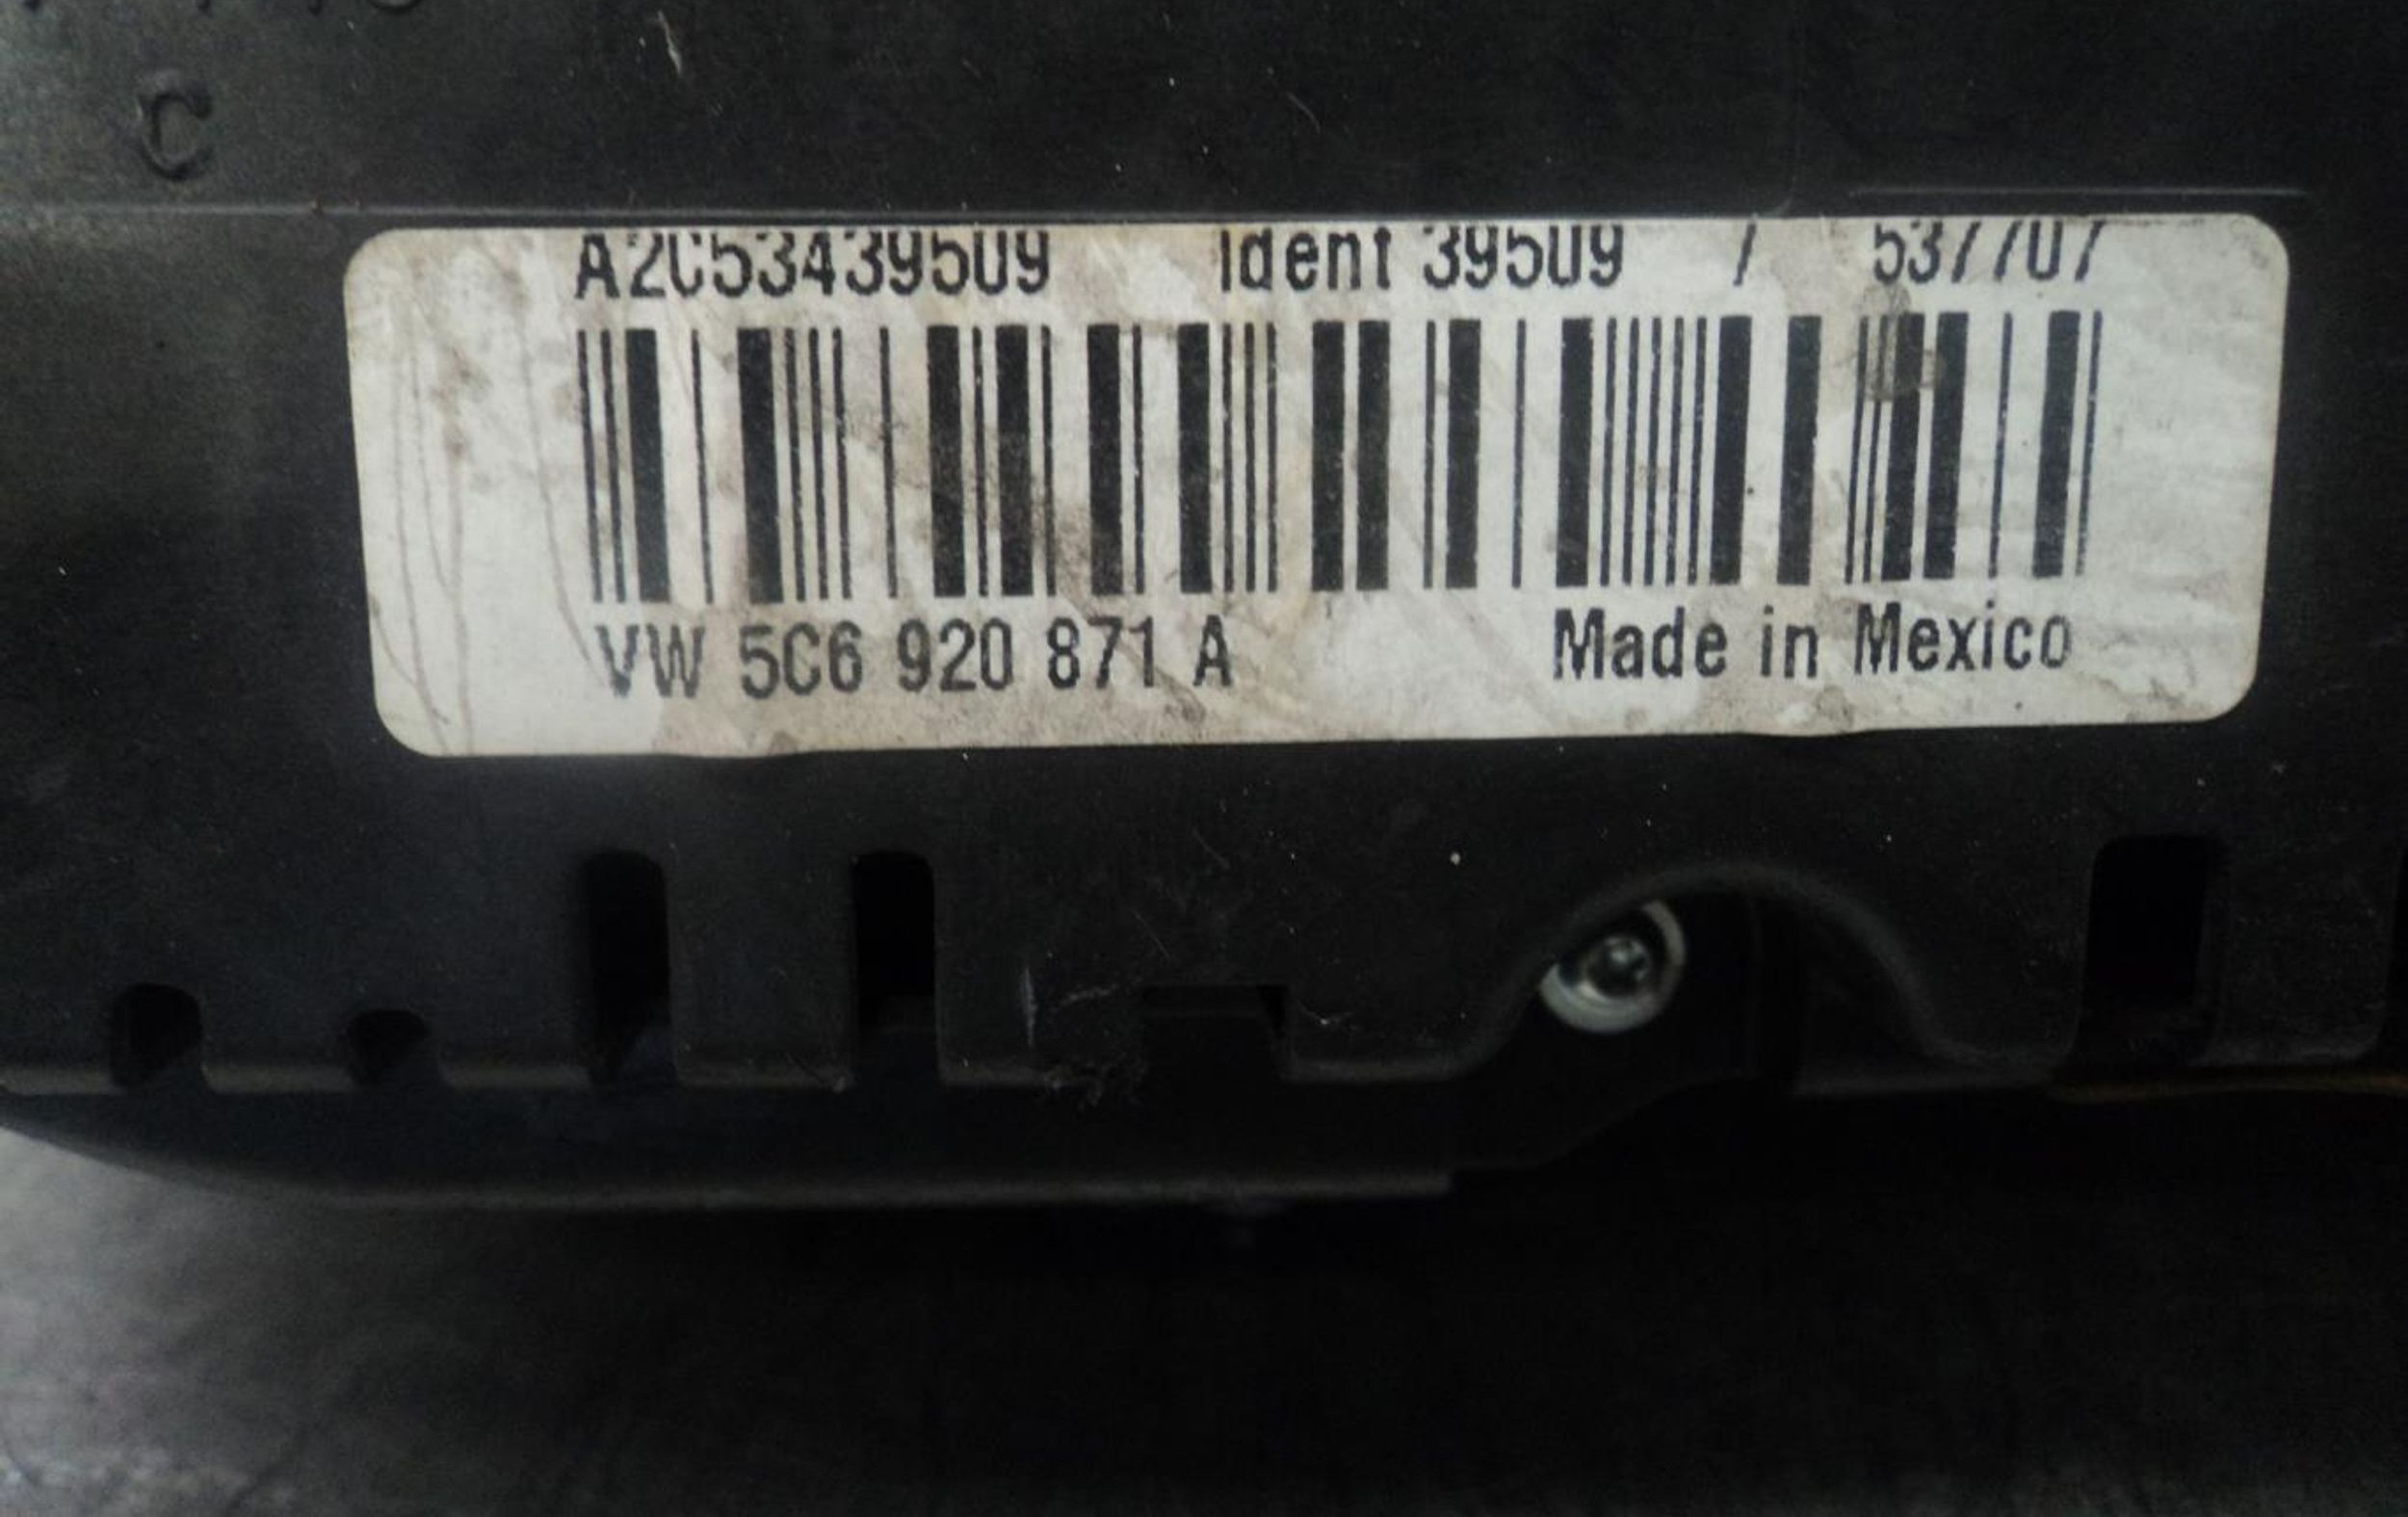 C
A2C53439509 Ident 39509 / 537707
VW 5C6 920 871 A Made in Mexico